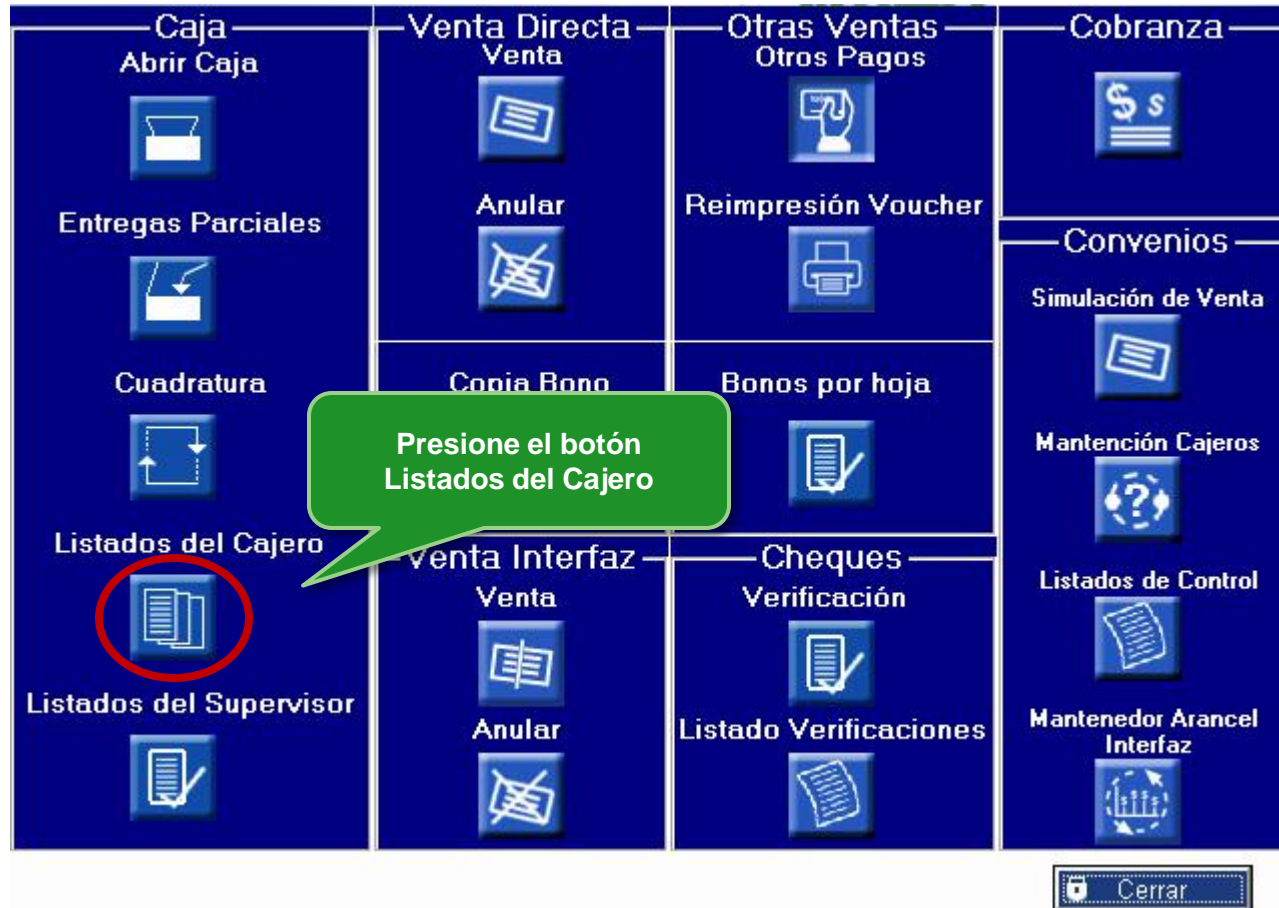 Caja
Abrir Caja
Entregas Parciales
Cuadratura
Listados del Cajero
Listados del Supervisor
Venta Directa
Venta
Anular
Copia Bono
Presione el botón
Listados del Cajero
Venta Interfaz
Venta
Anular
Otras Ventas
Otros Pagos
Reimpresión Voucher
Bonos por hoja
Cheques
Verificación
Listado Verificaciones
Cobranza
$ s
Convenios
Simulación de Venta
Mantención Cajeros
?
Listados de Control
Mantenedor Arancel
Interfaz
Cerrar